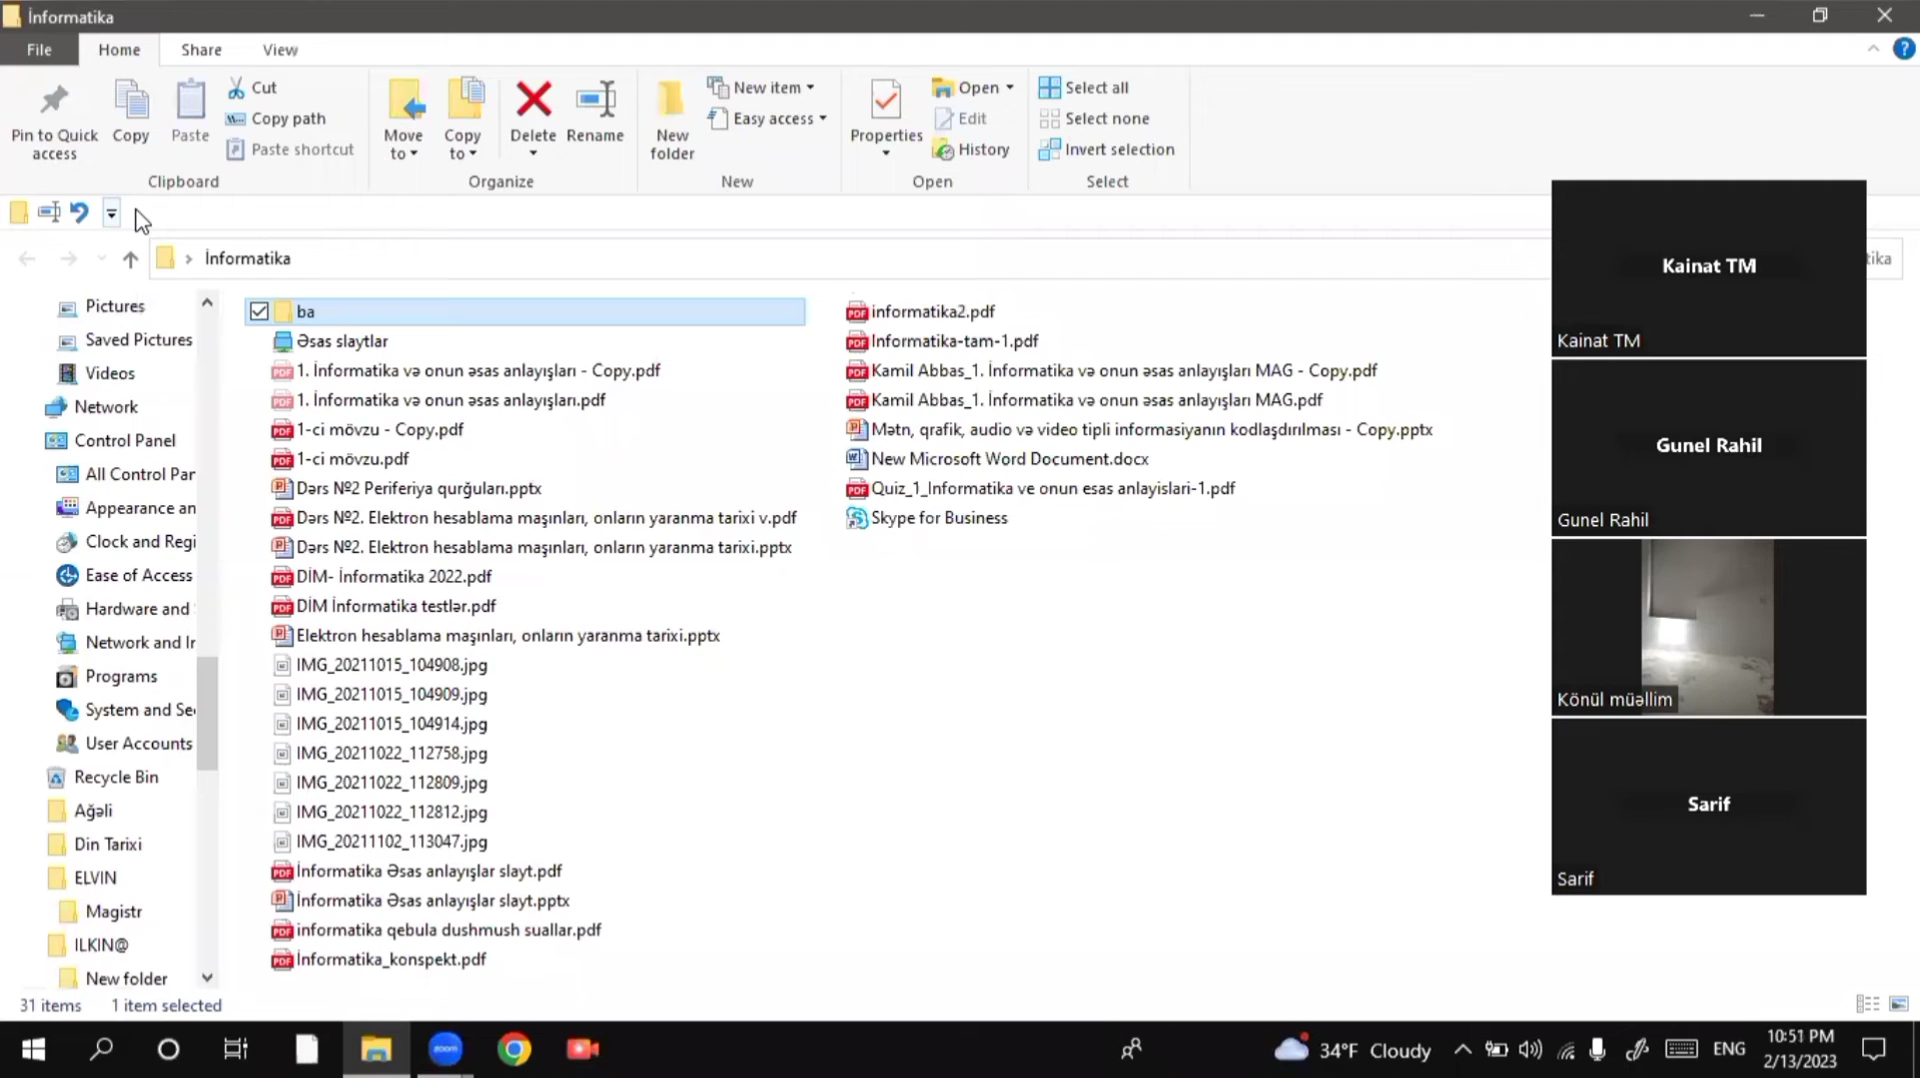 İnformatika
File Home Share View
Pin to Quick access
Copy
Paste
Cut
Copy path
Paste shortcut
Clipboard
Move to
Copy to
Delete
Rename
Organize
New folder
New item
Easy access
New
Properties
Open
Edit
History
Open
Select all
Select none
Invert selection
Select
İnformatika
tika
Pictures
Saved Pictures
Videos
Network
Control Panel
All Control Par
Appearance an
Clock and Regi
Ease of Access
Hardware and
Network and Ir
Programs
System and Se
User Accounts
Recycle Bin
Ağəli
Din Tarixi
ELVIN
Magistr
ILKIN@
New folder
ba
Əsas slaytlar
1. İnformatika və onun əsas anlayışları - Copy.pdf
1. İnformatika və onun əsas anlayışları.pdf
1-ci mövzu - Copy.pdf
1-ci mövzu.pdf
Dərs №2 Periferiya qurğuları.pptx
Dərs №2. Elektron hesablama maşınları, onların yaranma tarixi v.pdf
Dərs №2. Elektron hesablama maşınları, onların yaranma tarixi.pptx
DİM- İnformatika 2022.pdf
DİM İnformatika testlər.pdf
Elektron hesablama maşınları, onların yaranma tarixi.pptx
IMG_20211015_104908.jpg
IMG_20211015_104909.jpg
IMG_20211015_104914.jpg
IMG_20211022_112758.jpg
IMG_20211022_112809.jpg
IMG_20211022_112812.jpg
IMG_20211102_113047.jpg
İnformatika Əsas anlayışlar slayt.pdf
İnformatika Əsas anlayışlar slayt.pptx
informatika qebula dushmush suallar.pdf
İnformatika_konspekt.pdf
informatika2.pdf
Informatika-tam-1.pdf
Kamil Abbas_1. İnformatika və onun əsas anlayışları MAG - Copy.pdf
Kamil Abbas_1. İnformatika və onun əsas anlayışları MAG.pdf
Mətn, qrafik, audio və video tipli informasiyanın kodlaşdırılması - Copy.pptx
New Microsoft Word Document.docx
Quiz_1_Informatika ve onun esas anlayislari-1.pdf
Skype for Business
Kainat TM
Kainat TM
Gunel Rahil
Gunel Rahil
Könül müəllim
Sarif
Sarif
31 items 1 item selected
zoom
34°F Cloudy
ENG
10:51 PM
2/13/2023